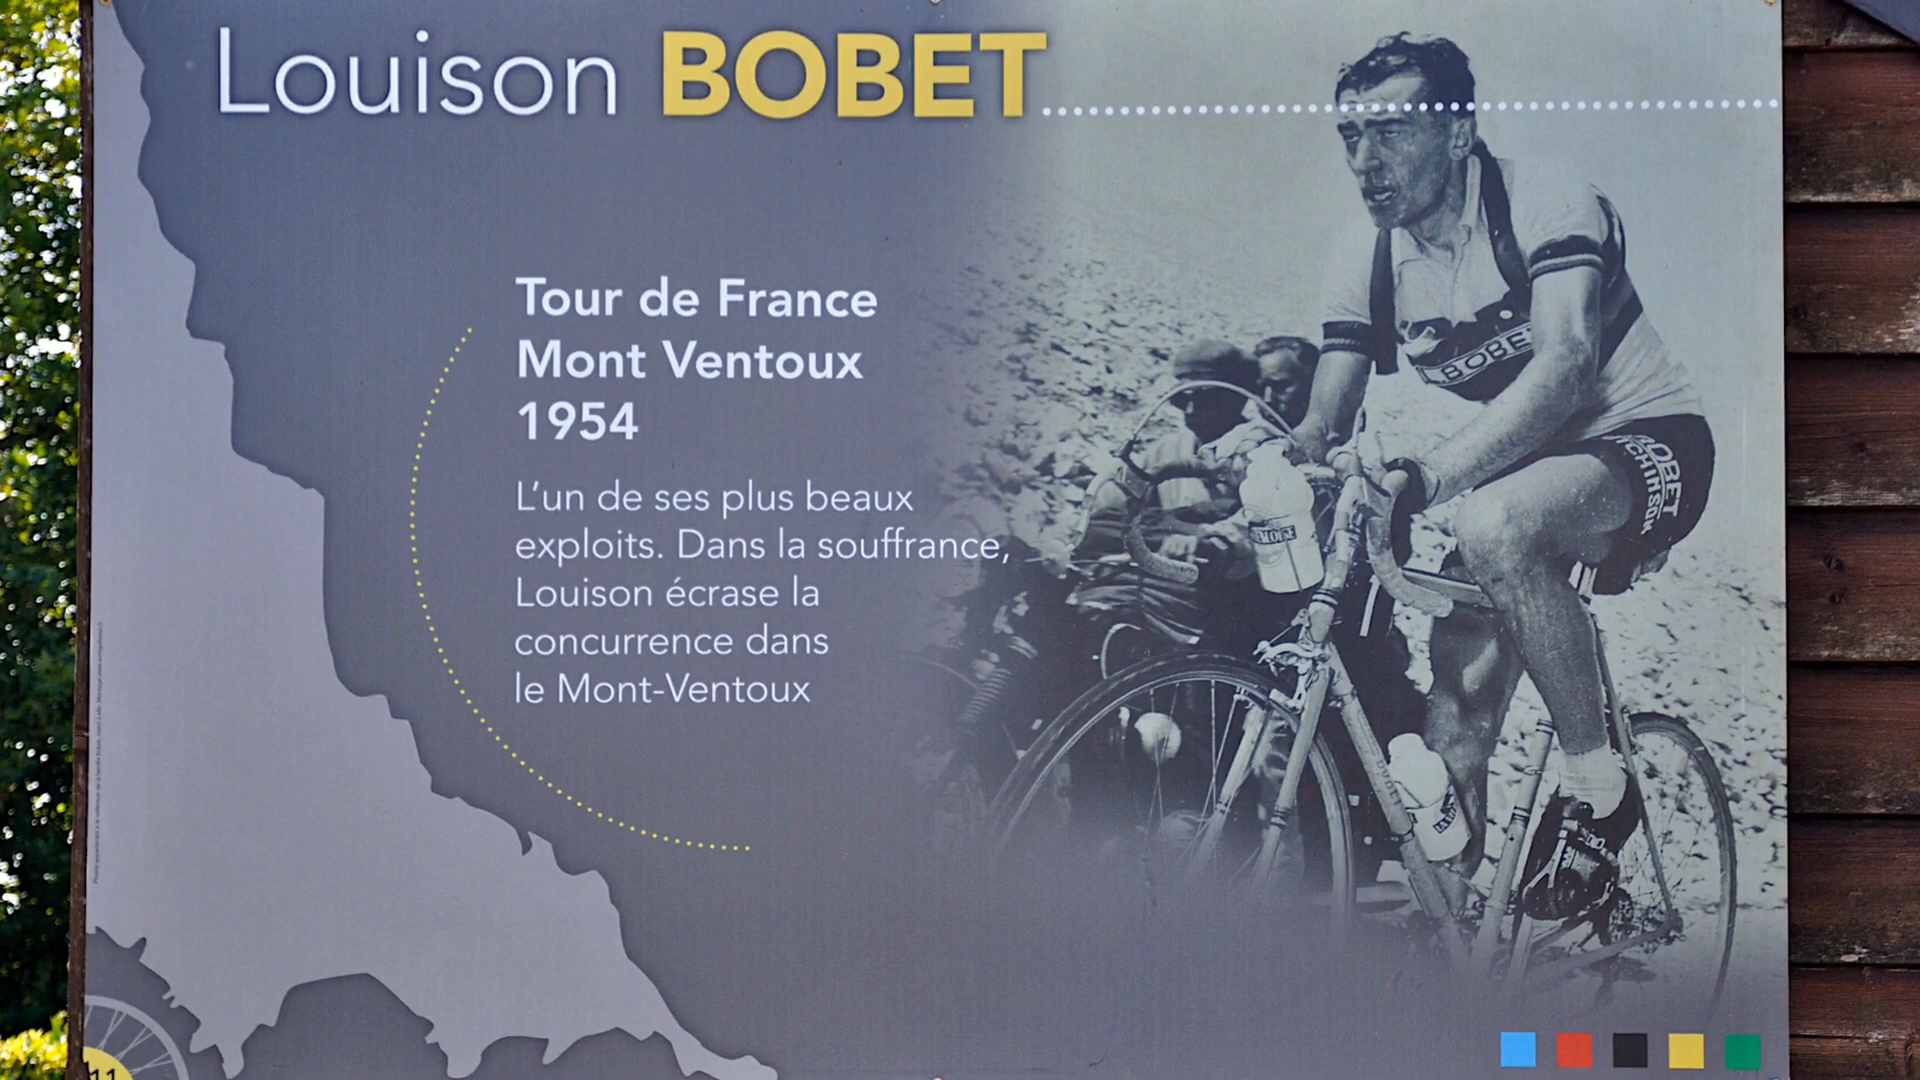 Louison BOBET
Tour de France
Mont Ventoux
1954
L'un de ses plus beaux
exploits. Dans la souffrance,
Louison écrase la
concurrence dans
le Mont-Ventoux
L.BOBET
BOBET
11